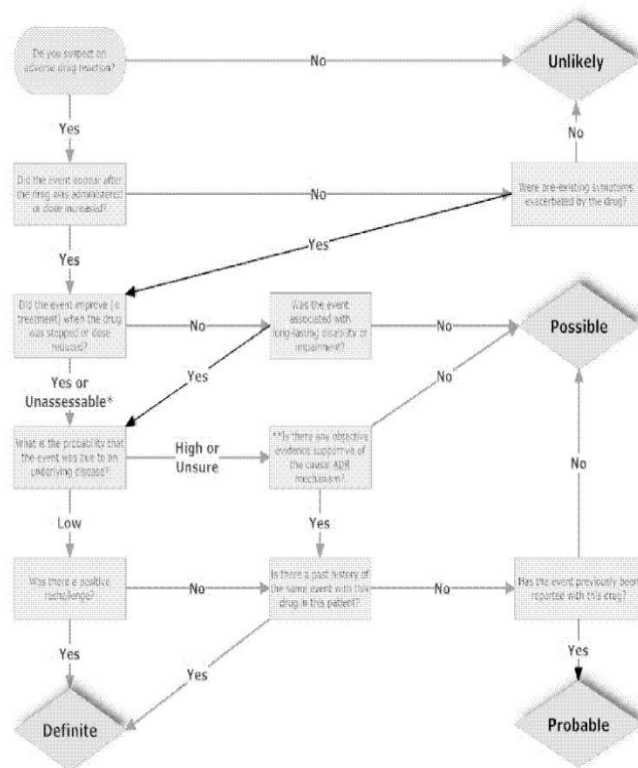 Do you suspect an
adverse drug reaction?
No
Unlikely
Yes
No
Did the event appear after
the drug was administered
or dose increased?
No
Were pre-existing symptoms
exacerbated by the drug?
Yes
Yes
Did the event improve (±
treatment) when the drug
was stopped or dose
reduced?
No
Was the event
associated with
long-lasting disability or
impairment?
No
Possible
Yes or
Unassessable*
Yes
No
What is the probability that
the event was due to an
underlying disease?
High or
Unsure
**Is there any objective
evidence supportive of
the causal ADR
mechanism?
No
Low
Yes
Was there a positive
rechallenge?
No
Is there a past history of
the same event with this
drug in this patient?
No
Has the event previously been
reported with this drug?
Yes
Yes
Yes
Definite
Probable